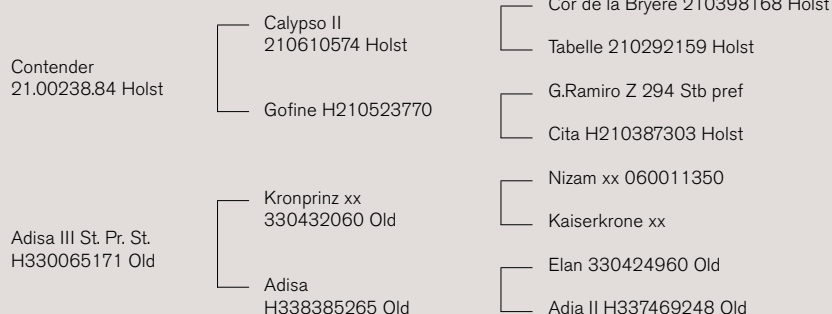 Contender
21.00238.84 Holst
Adisa III St. Pr. St.
H330065171 Old
Calypso II
210610574 Holst
Gofine H210523770
Kronprinz xx
330432060 Old
Adisa
H338385265 Old
Cor de la Bryère 210398168 Holst
Tabelle 210292159 Holst
G.Ramiro Z 294 Stb pref
Cita H210387303 Holst
Nizam xx 060011350
Kaiserkrone xx
Elan 330424960 Old
Adia II H337469248 Old